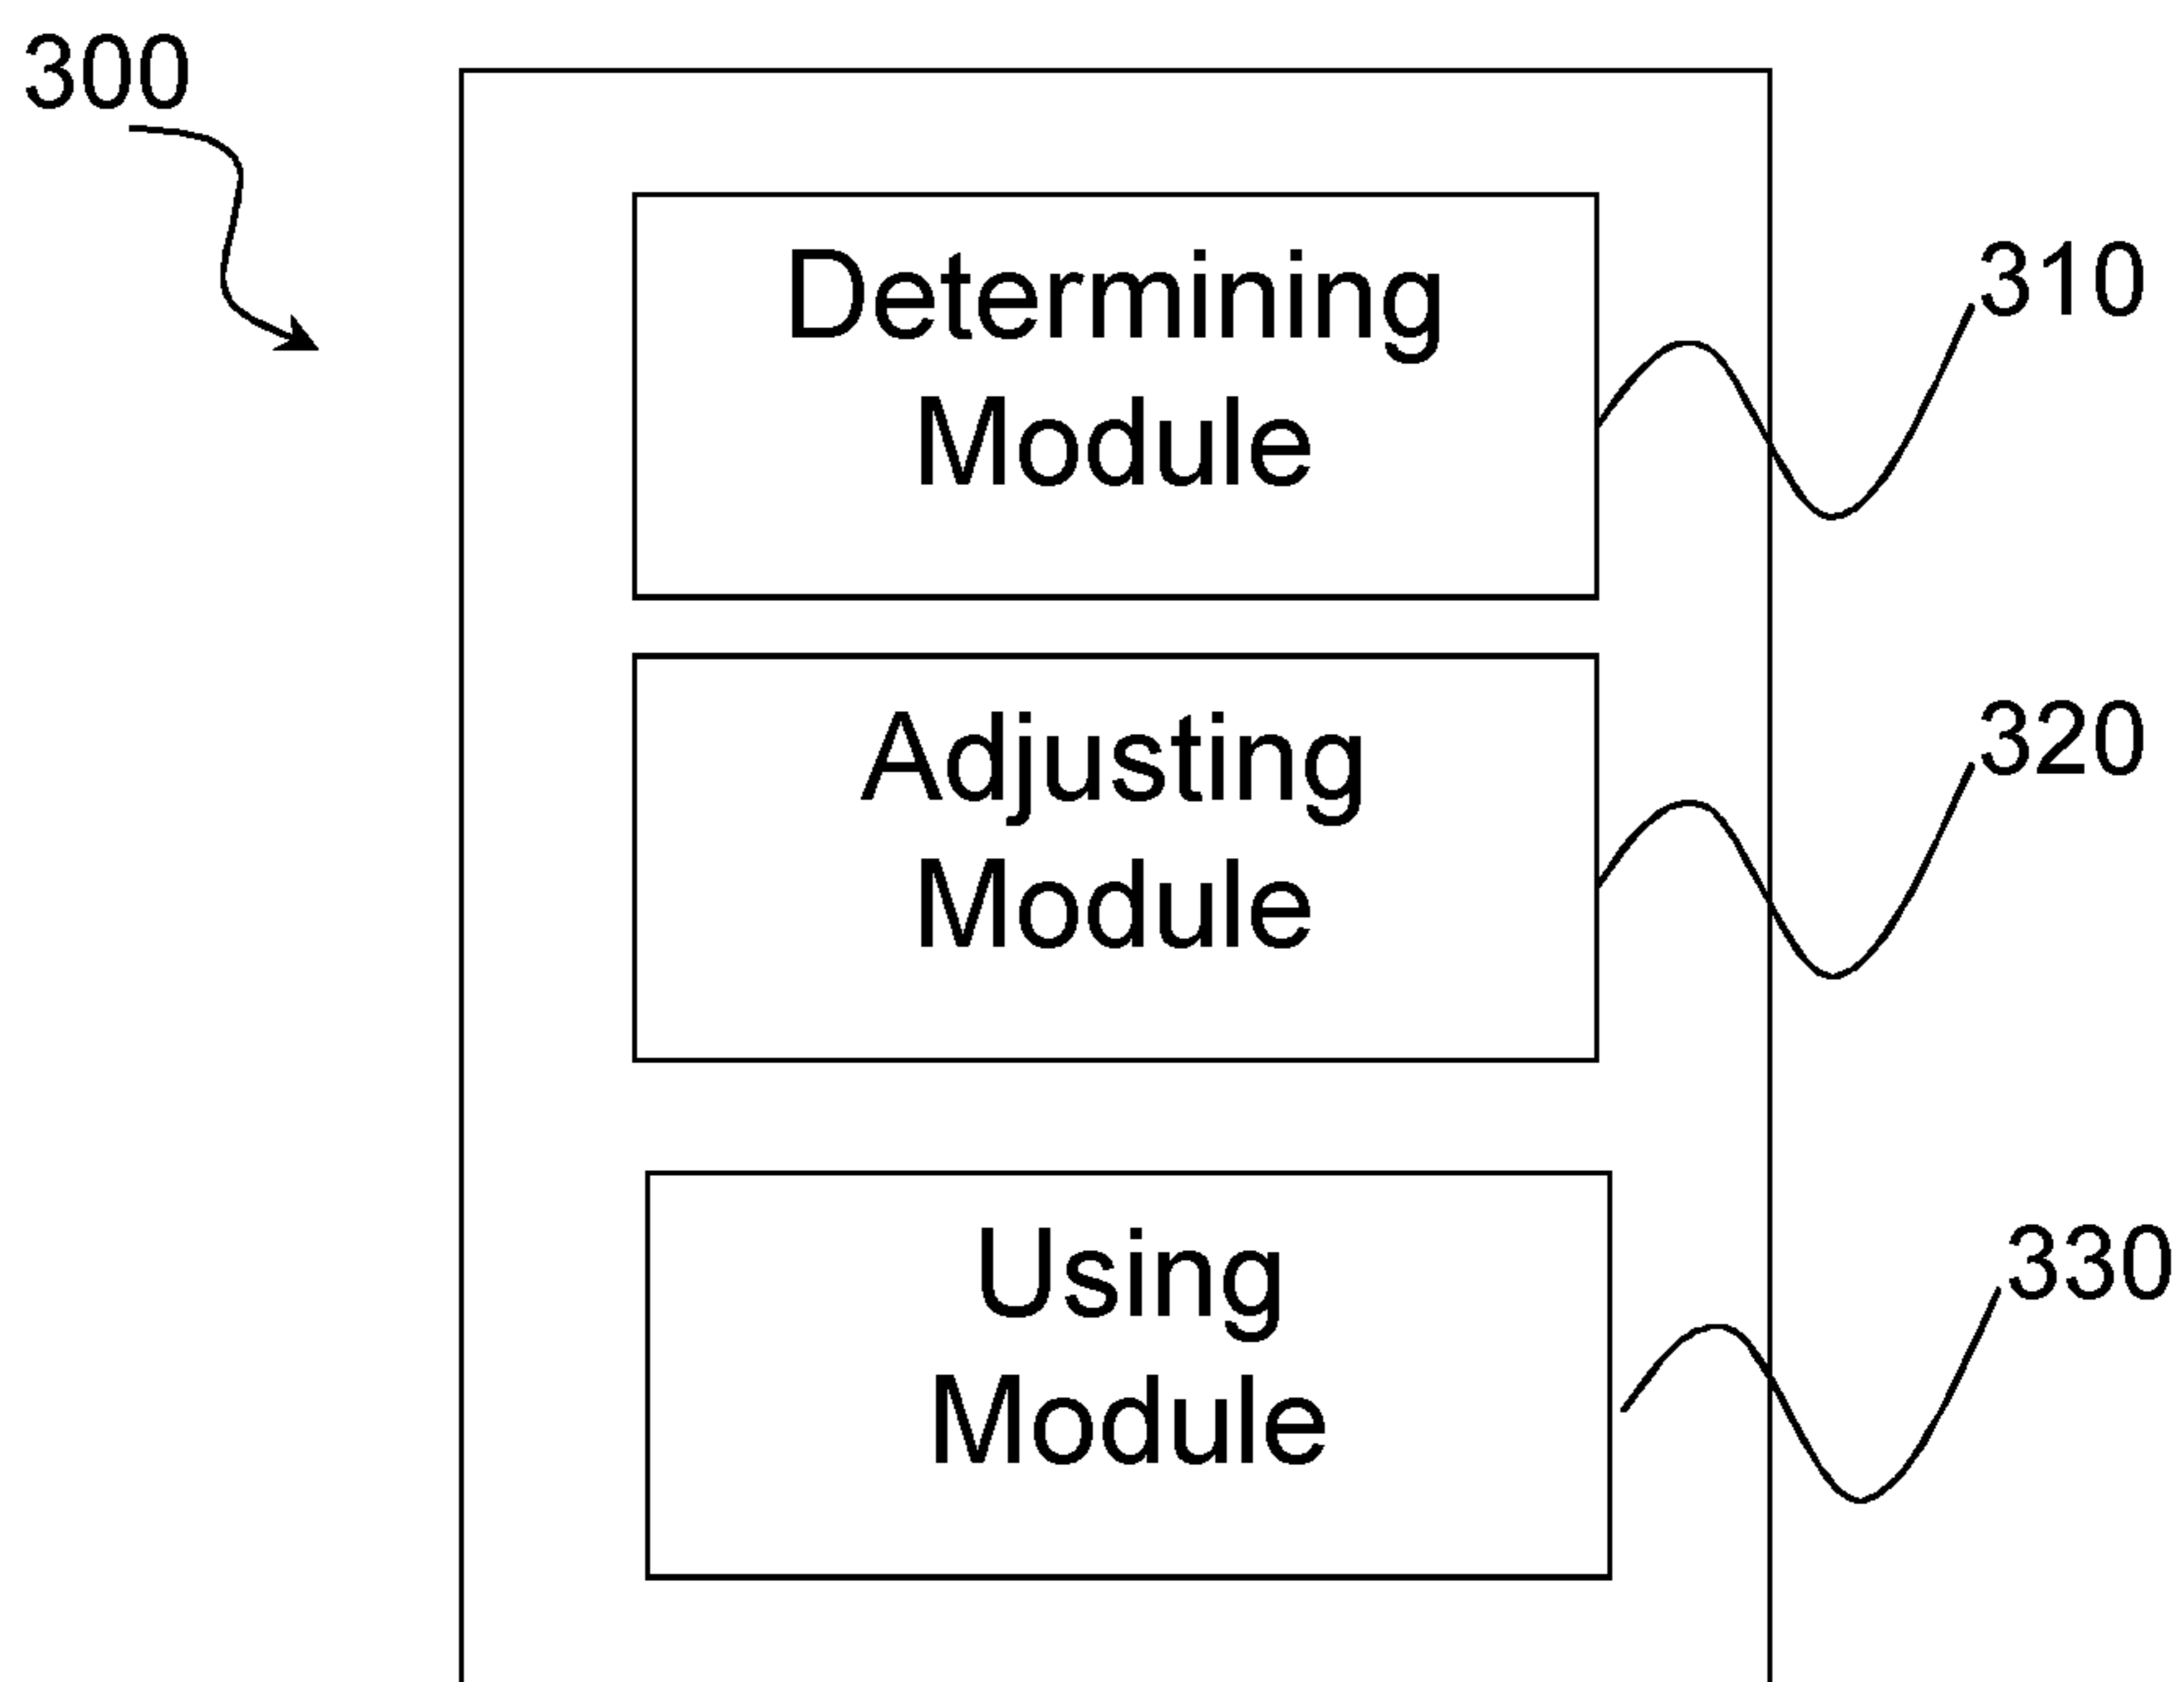 300
Determining
Module
310
Adjusting
Module
320
Using
Module
330